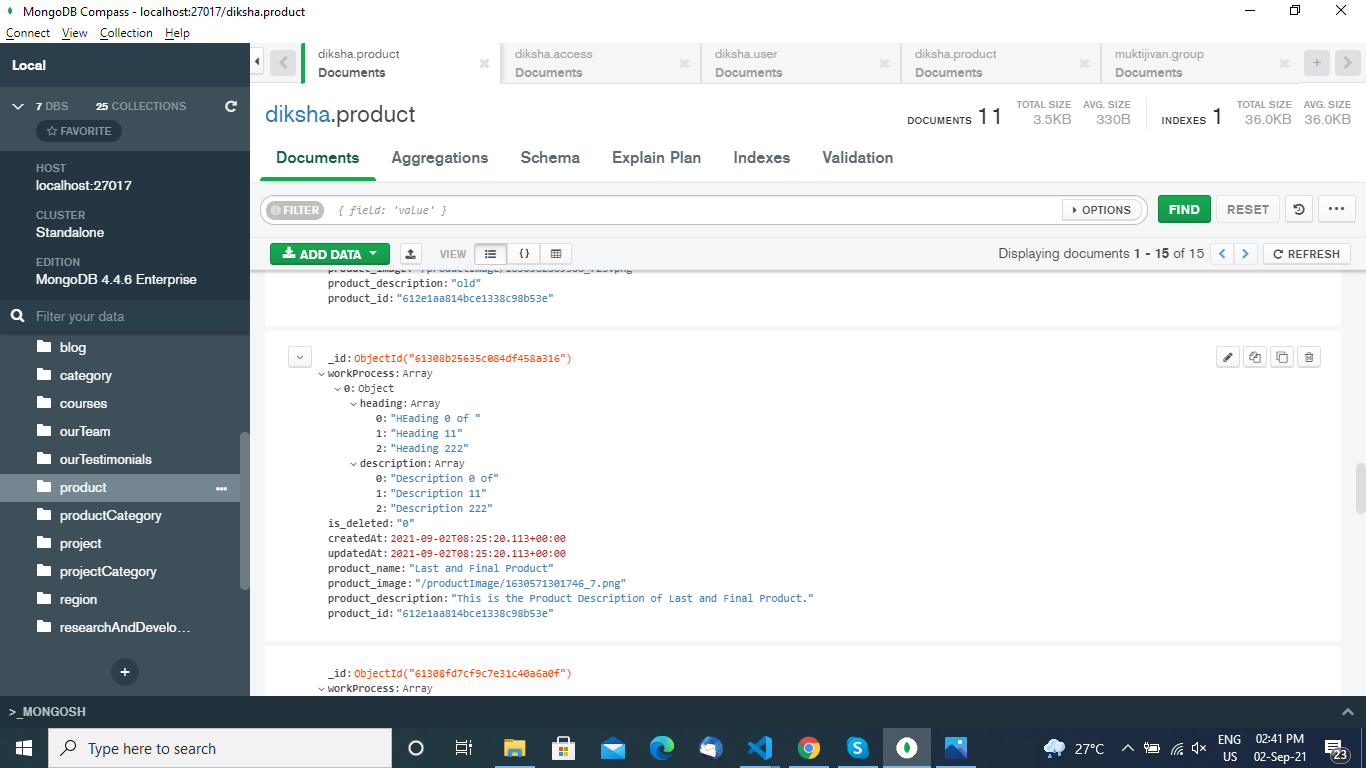 MongoDB Compass - localhost:27017/diksha.product
Connect View Collection Help
Local
7 DBS 25 COLLECTIONS
FAVORITE
HOST
localhost:27017
CLUSTER
Standalone
EDITION
MongoDB 4.4.6 Enterprise
Filter your data
blog
category
courses
ourTeam
ourTestimonials
product
productCategory
project
projectCategory
region
researchAndDevelo...
diksha.product
Documents
diksha.access
Documents
diksha.user
Documents
diksha.product
Documents
muktijivan.group
Documents
diksha.product
DOCUMENTS 11
TOTAL SIZE AVG. SIZE
3.5KB 330B
INDEXES 1
TOTAL SIZE AVG. SIZE
36.0KB 36.0KB
Documents Aggregations Schema Explain Plan Indexes Validation
FILTER { field: 'value' } OPTIONS FIND RESET
ADD DATA VIEW { } Displaying documents 1 - 15 of 15 REFRESH
product_description: "old"
product_id: "612e1aa814bce1338c98b53e"
_id: ObjectId("61308b25635c084df458a316")
workProcess: Array
0: Object
heading: Array
0: "HEading 0 of "
1: "Heading 11"
2: "Heading 222"
description: Array
0: "Description 0 of"
1: "Description 11"
2: "Description 222"
is_deleted: "0"
createdAt: 2021-09-02T08:25:20.113+00:00
updatedAt: 2021-09-02T08:25:20.113+00:00
product_name: "Last and Final Product"
product_image: "/productImage/1630571301746_7.png"
product_description: "This is the Product Description of Last and Final Product."
product_id: "612e1aa814bce1338c98b53e"
_id: ObjectId("61308fd7cf9c7e31c40a6a0f")
workProcess: Array
>_MONGOSH
Type here to search
27°C
ENG
US
02:41 PM
02-Sep-21
23